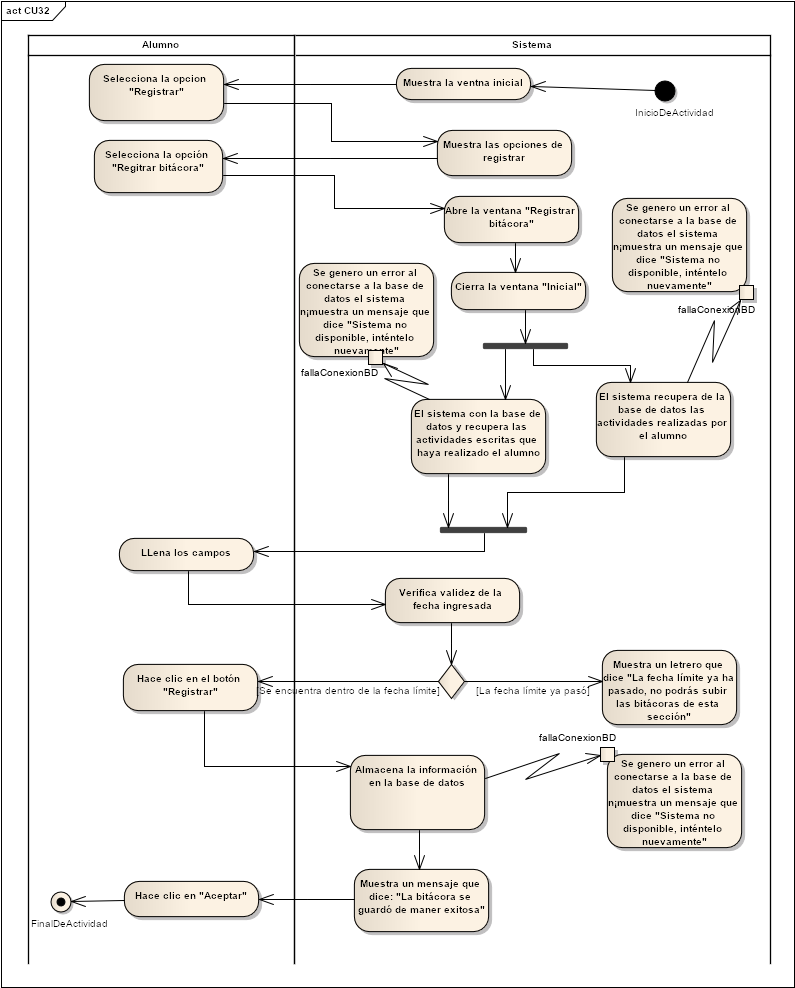 act CU32
Alumno
Sistema
Selecciona la opcion
"Registrar"
Muestra la ventna inicial
InicioDeActividad
Muestra las opciones de
registrar
Selecciona la opción
"Regitrar bitácora"
Abre la ventana "Registrar
bitácora"
Se genero un error al
conectarse a la base de
datos el sistema
n¡muestra un mensaje que
dice "Sistema no
disponible, inténtelo
nuevamente"
fallaConexionBD
Cierra la ventana "Inicial"
Se genero un error al
conectarse a la base de
datos el sistema
n¡muestra un mensaje que
dice "Sistema no
disponible, inténtelo
nuevamente"
fallaConexionBD
El sistema con la base de
datos y recupera las
actividades escritas que
haya realizado el alumno
El sistema recupera de la
base de datos las
actividades realizadas por
el alumno
LLena los campos
Verifica validez de la
fecha ingresada
Hace clic en el botón
"Registrar"
[Se encuentra dentro de la fecha límite]
[La fecha límite ya pasó]
Muestra un letrero que
dice "La fecha límite ya ha
pasado, no podrás subir
las bitácoras de esta
sección"
fallaConexionBD
Almacena la información
en la base de datos
Se genero un error al
conectarse a la base de
datos el sistema
n¡muestra un mensaje que
dice "Sistema no
disponible, inténtelo
nuevamente"
Muestra un mensaje que
dice: "La bitácora se
guardó de maner exitosa"
Hace clic en "Aceptar"
FinalDeActividad